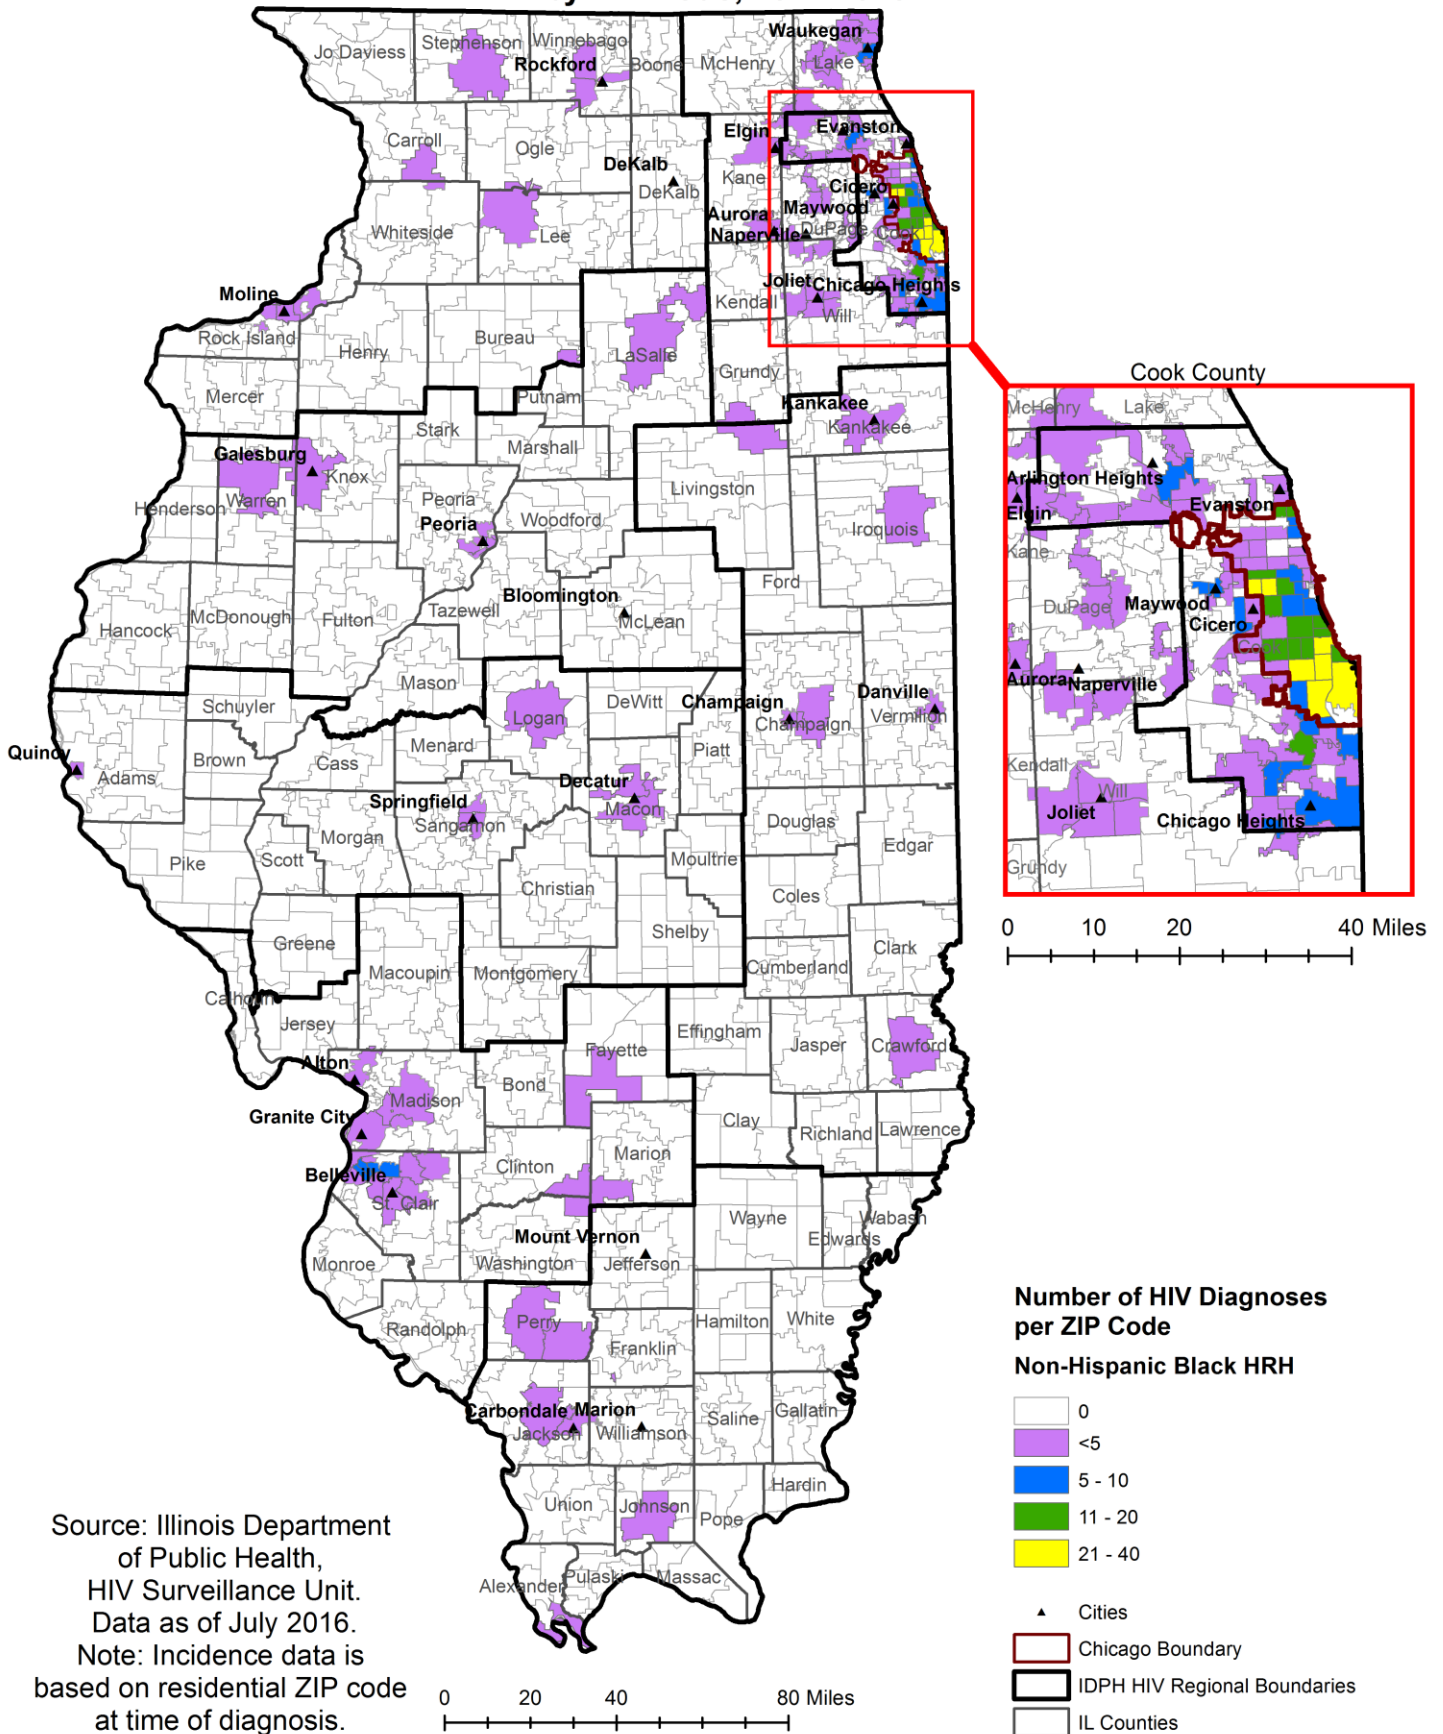 Waukegan
Jo Daviess
Stephenson
Winnebago
Rockford
Boone
McHenry
Lake
Carroll
Ogle
DeKalb
DeKalb
Elgin
Evanston
Kane
Cicero
Maywood
Aurora
Naperville
DuPage
Cook
Whiteside
Lee
Moline
Rock Island
Henry
Bureau
LaSalle
Kendall
Joliet
Chicago Heights
Will
Mercer
Putnam
Grundy
Stark
Marshall
Kankakee
Kankakee
Galesburg
Knox
Henderson
Warren
Peoria
Peoria
Woodford
Livingston
Iroquois
Ford
Hancock
McDonough
Fulton
Tazewell
Bloomington
McLean
Mason
Schuyler
Logan
DeWitt
Champaign
Champaign
Danville
Vermilion
Piatt
Quincy
Adams
Brown
Cass
Menard
Decatur
Macon
Springfield
Sangamon
Morgan
Scott
Pike
Christian
Moultrie
Douglas
Edgar
Coles
Shelby
Greene
Macoupin
Montgomery
Cumberland
Clark
Calhoun
Jersey
Effingham
Jasper
Crawford
Fayette
Alton
Madison
Bond
Granite City
Clay
Richland
Lawrence
Belleville
St. Clair
Clinton
Marion
Wayne
Edwards
Wabash
Mount Vernon
Jefferson
Monroe
Washington
Randolph
Perry
Franklin
Hamilton
White
Carbondale
Jackson
Marion
Williamson
Saline
Gallatin
Union
Johnson
Pope
Hardin
Alexander
Pulaski
Massac
Cook County
McHenry
Lake
Arlington Heights
Elgin
Evanston
Kane
DuPage
Maywood
Cicero
Cook
Aurora
Naperville
Kendall
Will
Joliet
Chicago Heights
Grundy
0 10 20 40 Miles
Number of HIV Diagnoses
per ZIP Code
Non-Hispanic Black HRH
0
<5
5 - 10
11 - 20
21 - 40
Cities
Chicago Boundary
IDPH HIV Regional Boundaries
IL Counties
Source: Illinois Department
of Public Health,
HIV Surveillance Unit.
Data as of July 2016.
Note: Incidence data is
based on residential ZIP code
at time of diagnosis.
0 20 40 80 Miles